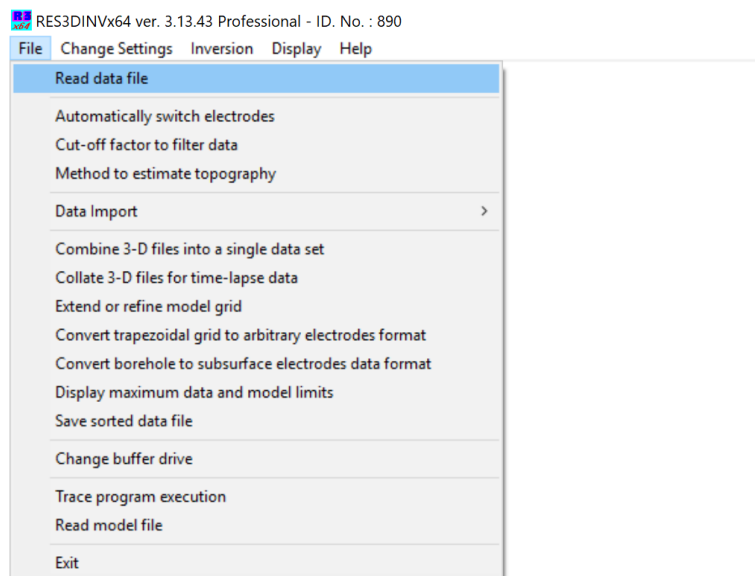 R3
x64
RES3DINVx64 ver. 3.13.43 Professional - ID. No. : 890
File Change Settings Inversion Display Help
Read data file
Automatically switch electrodes
Cut-off factor to filter data
Method to estimate topography
Data Import
Combine 3-D files into a single data set
Collate 3-D files for time-lapse data
Extend or refine model grid
Convert trapezoidal grid to arbitrary electrodes format
Convert borehole to subsurface electrodes data format
Display maximum data and model limits
Save sorted data file
Change buffer drive
Trace program execution
Read model file
Exit